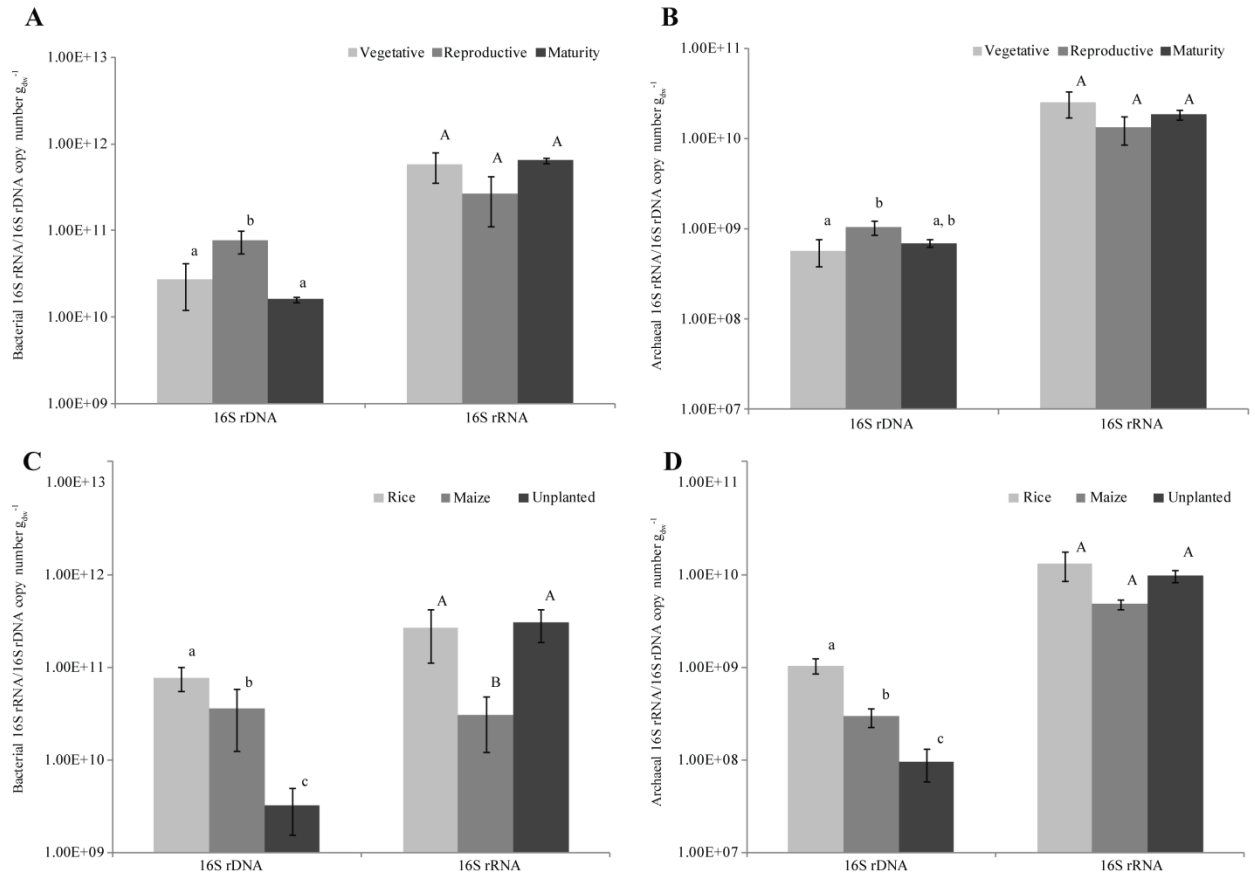 A
Bacterial 16S rRNA/16S rDNA copy number g_dw^-1
1.00E+13
1.00E+12
1.00E+11
1.00E+10
1.00E+09
Vegetative Reproductive Maturity
a
b
a
A
A
A
16S rDNA 16S rRNA
B
Archaeal 16S rRNA/16S rDNA copy number g_dw^-1
1.00E+11
1.00E+10
1.00E+09
1.00E+08
1.00E+07
Vegetative Reproductive Maturity
a
b
a, b
A
A
A
16S rDNA 16S rRNA
C
Bacterial 16S rRNA/16S rDNA copy number g_dw^-1
1.00E+13
1.00E+12
1.00E+11
1.00E+10
1.00E+09
Rice Maize Unplanted
a
b
c
A
B
A
16S rDNA 16S rRNA
D
Archaeal 16S rRNA/16S rDNA copy number g_dw^-1
1.00E+11
1.00E+10
1.00E+09
1.00E+08
1.00E+07
Rice Maize Unplanted
a
b
c
A
A
A
16S rDNA 16S rRNA